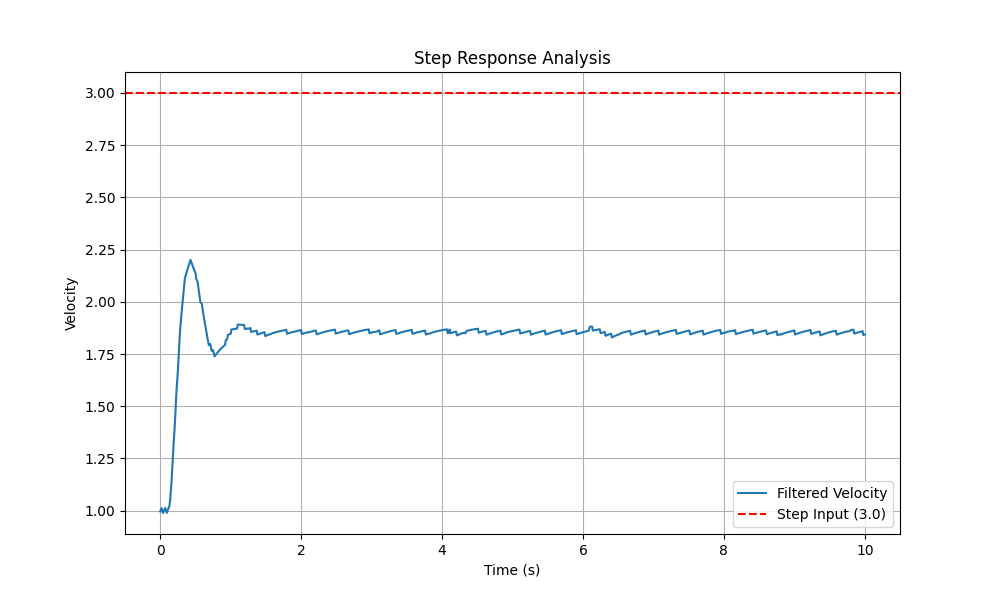 Step Response Analysis
3.00
2.75
2.50
2.25
2.00
1.75
1.50
1.25
1.00
Velocity
Filtered Velocity
Step Input (3.0)
0 2 4 6 8 10
Time (s)